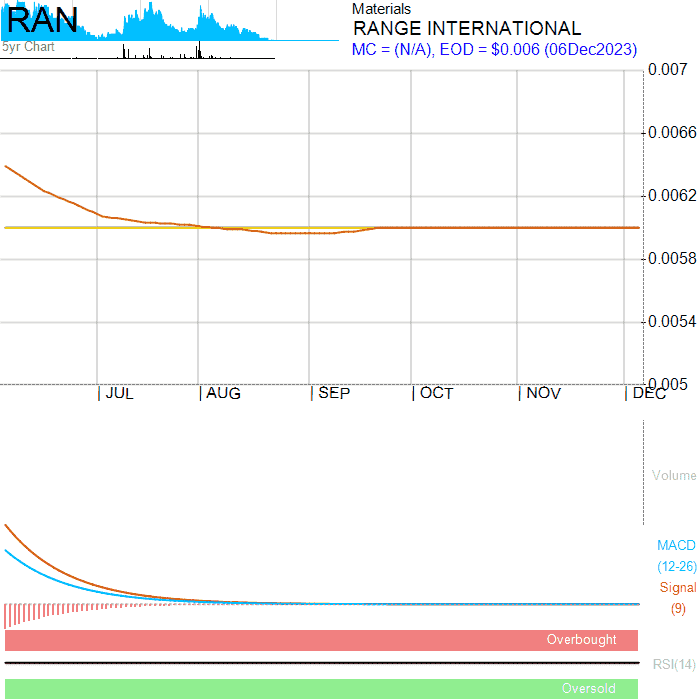 RAN
5yr Chart
Materials
RANGE INTERNATIONAL
MC = (N/A), EOD = $0.006 (06Dec2023)
0.007
0.0066
0.0062
0.0058
0.0054
0.005
JUL AUG SEP OCT NOV DEC
Volume
MACD
(12-26)
Signal
(9)
Overbought
RSI(14)
Oversold